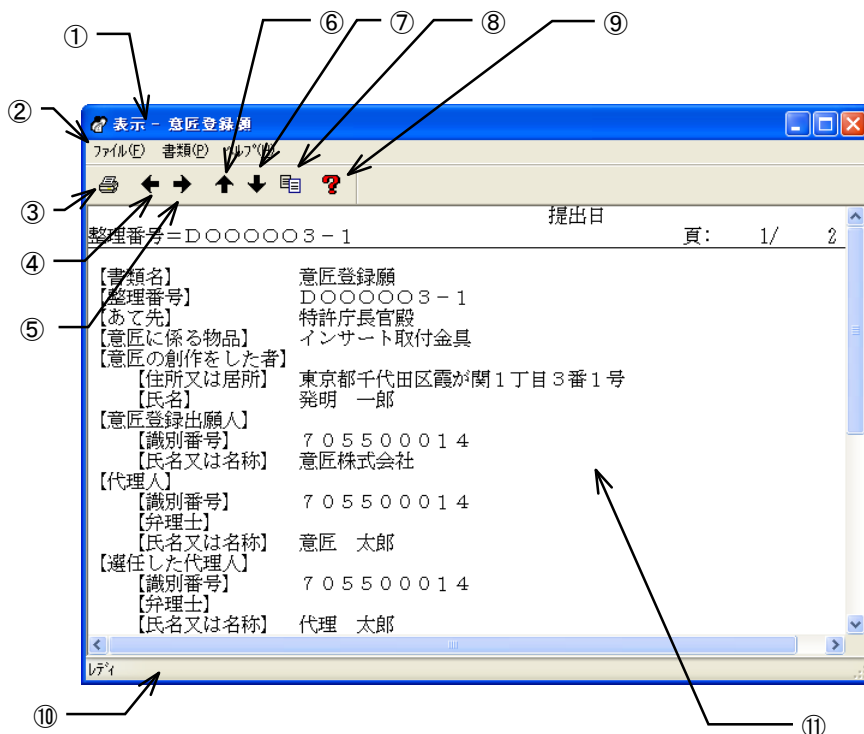 ① ⑥ ⑦ ⑧ ⑨
②
表示 - 意匠登録願
ファイル(F) 書類(P) ヘルプ(H)
③
④
⑤
提出日
整理番号=D000003-1 頁: 1/ 2
【書類名】 意匠登録願
【整理番号】 D000003-1
【あて先】 特許庁長官殿
【意匠に係る物品】 インサート取付金具
【意匠の創作をした者】
【住所又は居所】 東京都千代田区霞が関1丁目3番1号
【氏名】 発明 一郎
【意匠登録出願人】
【識別番号】 705500014
【氏名又は名称】 意匠株式会社
【代理人】
【識別番号】 705500014
【弁理士】
【氏名又は名称】 意匠 太郎
【選任した代理人】
【識別番号】 705500014
【弁理士】
【氏名又は名称】 代理 太郎
レディ
⑩
⑪